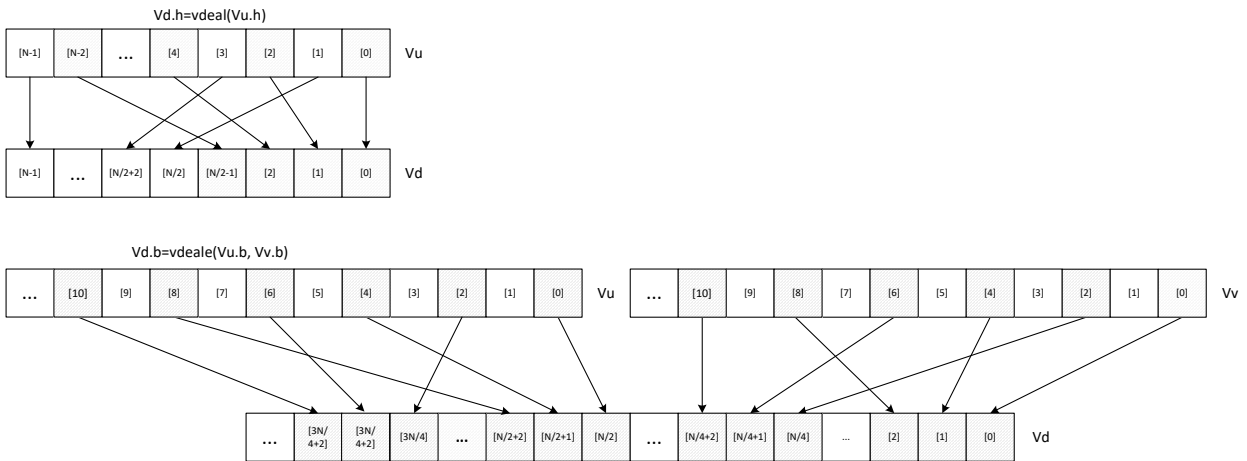 Vd.h=vdeal(Vu.h)
[N-1] [N-2] ... [4] [3] [2] [1] [0] Vu
[N-1] ... [N/2+2] [N/2] [N/2-1] [2] [1] [0] Vd
Vd.b=vdeale(Vu.b, Vv.b)
... [10] [9] [8] [7] [6] [5] [4] [3] [2] [1] [0] Vu ... [10] [9] [8] [7] [6] [5] [4] [3] [2] [1] [0] Vv
... [3N/ [3N/ [3N/4] ... [N/2+2] [N/2+1] [N/2] ... [N/4+2] [N/4+1] [N/4] ... [2] [1] [0] Vd
4+2] 4+2]